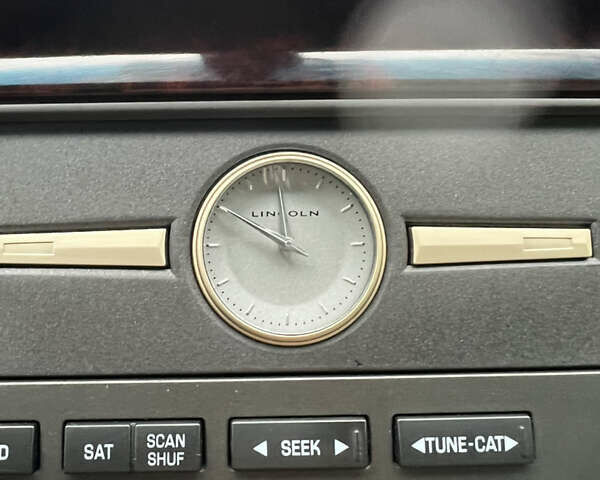 LINCOLN
D
SAT
SCAN
SHUF
SEEK
TUNE-CAT